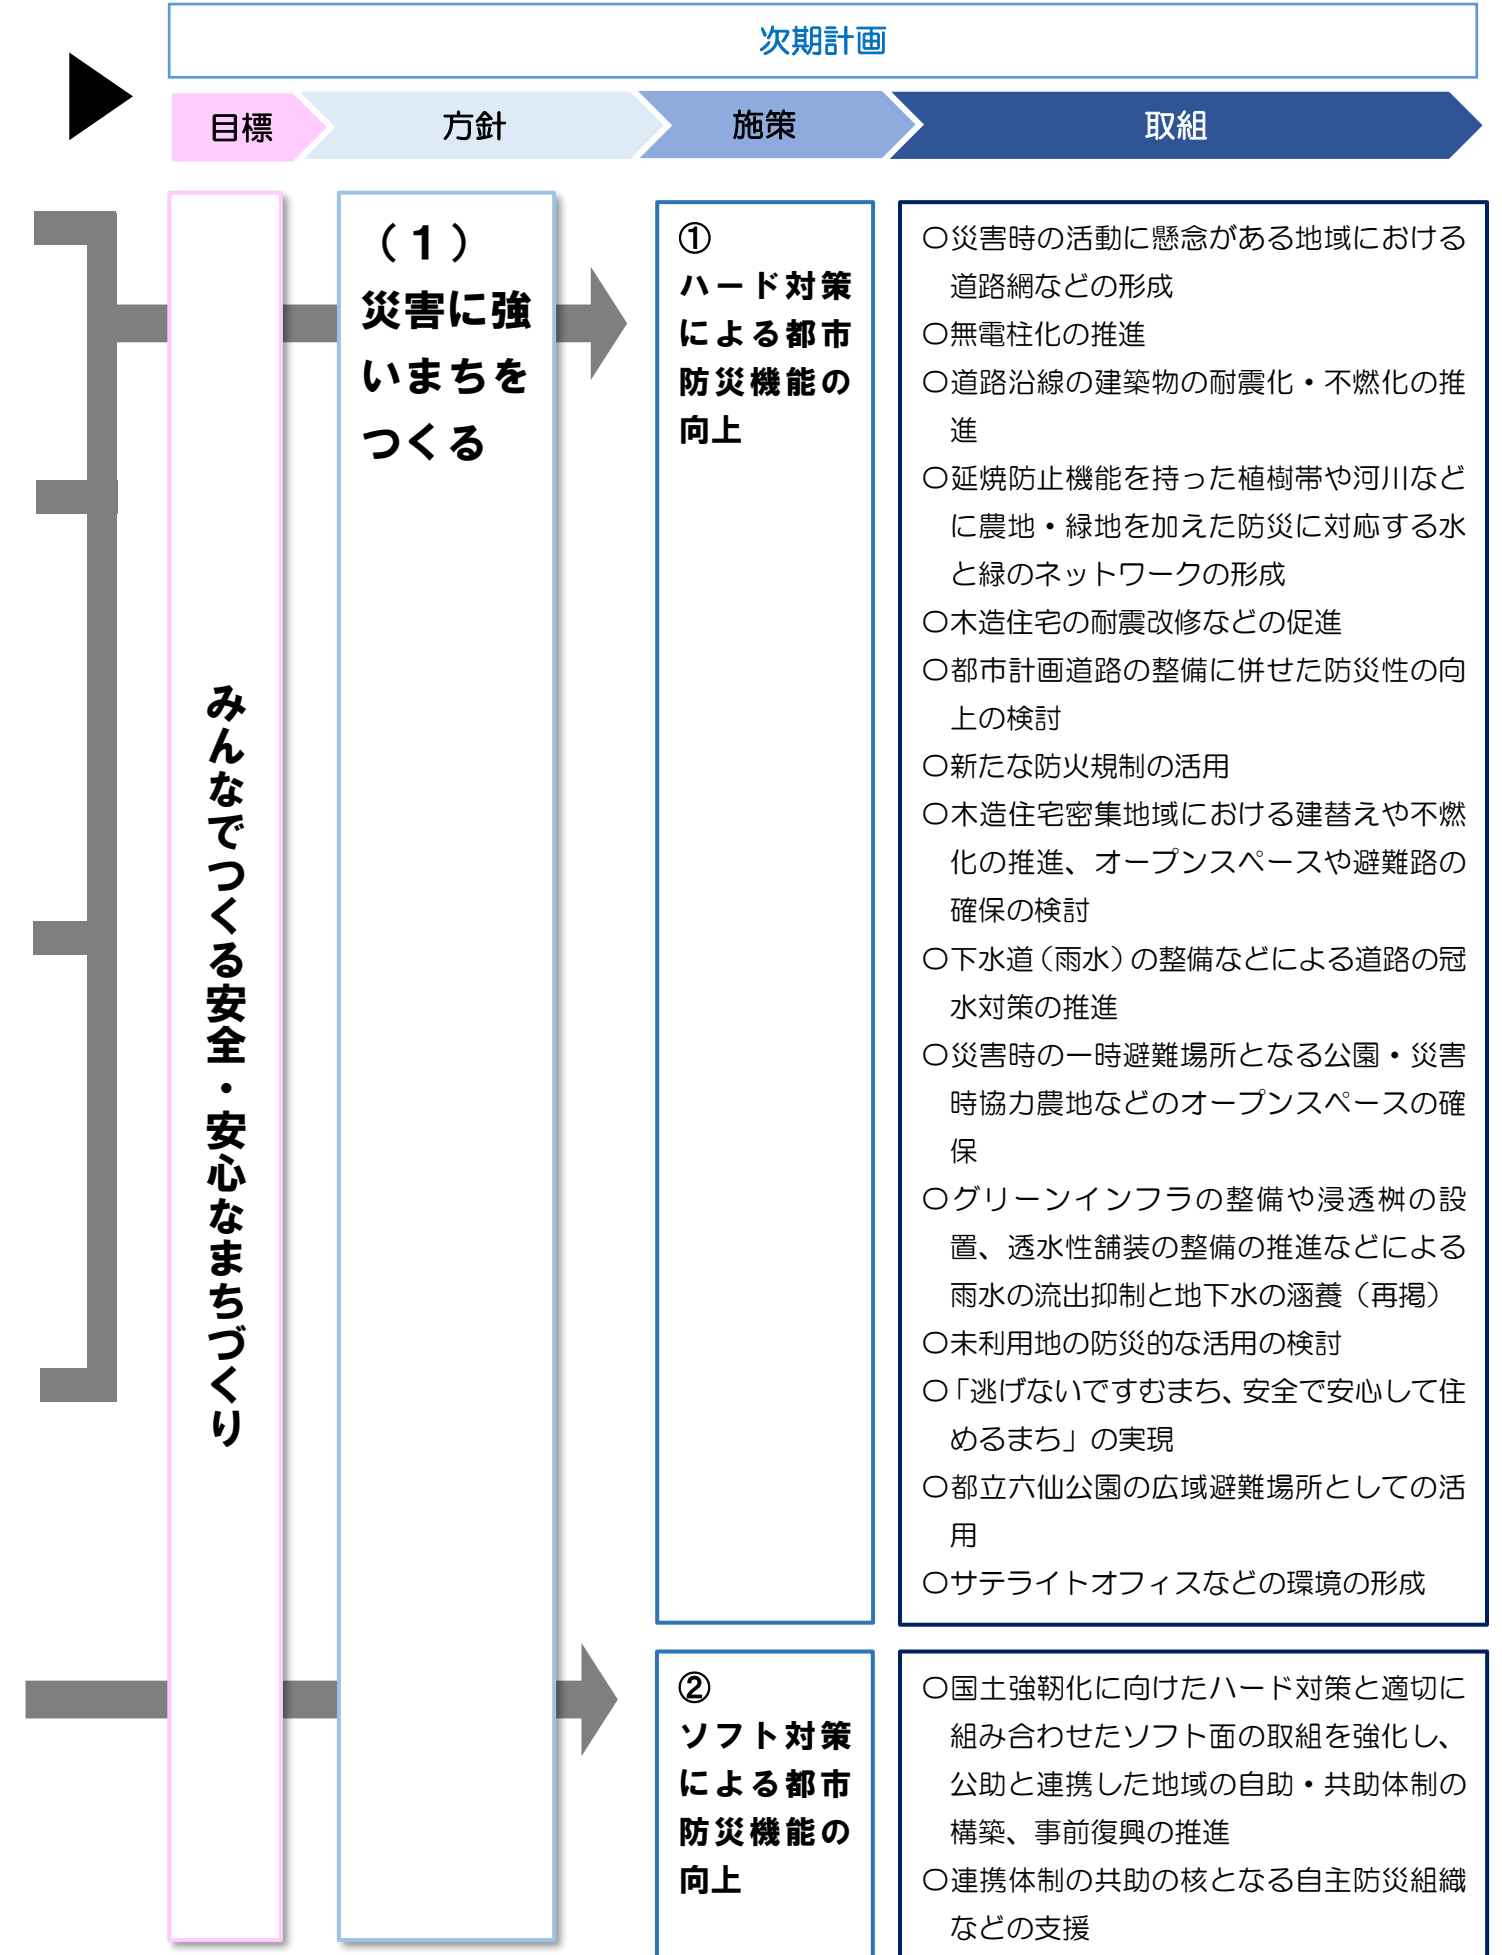 次期計画
目標
方針
施策
取組
みんなでつくる安全・安心なまちづくり
（１）
災害に強
いまちを
つくる
①
ハード対策
による都市
防災機能の
向上
〇災害時の活動に懸念がある地域における
道路網などの形成
〇無電柱化の推進
〇道路沿線の建築物の耐震化・不燃化の推
進
〇延焼防止機能を持った植樹帯や河川など
に農地・緑地を加えた防災に対応する水
と緑のネットワークの形成
〇木造住宅の耐震改修などの促進
〇都市計画道路の整備に併せた防災性の向
上の検討
〇新たな防火規制の活用
〇木造住宅密集地域における建替えや不燃
化の推進、オープンスペースや避難路の
確保の検討
〇下水道（雨水）の整備などによる道路の冠
水対策の推進
〇災害時の一時避難場所となる公園・災害
時協力農地などのオープンスペースの確
保
〇グリーンインフラの整備や浸透桝の設
置、透水性舗装の整備の推進などによる
雨水の流出抑制と地下水の涵養（再掲）
〇未利用地の防災的な活用の検討
〇「逃げないですむまち、安全で安心して住
めるまち」の実現
〇都立六仙公園の広域避難場所としての活
用
〇サテライトオフィスなどの環境の形成
②
ソフト対策
による都市
防災機能の
向上
〇国土強靭化に向けたハード対策と適切に
組み合わせたソフト面の取組を強化し、
公助と連携した地域の自助・共助体制の
構築、事前復興の推進
〇連携体制の共助の核となる自主防災組織
などの支援